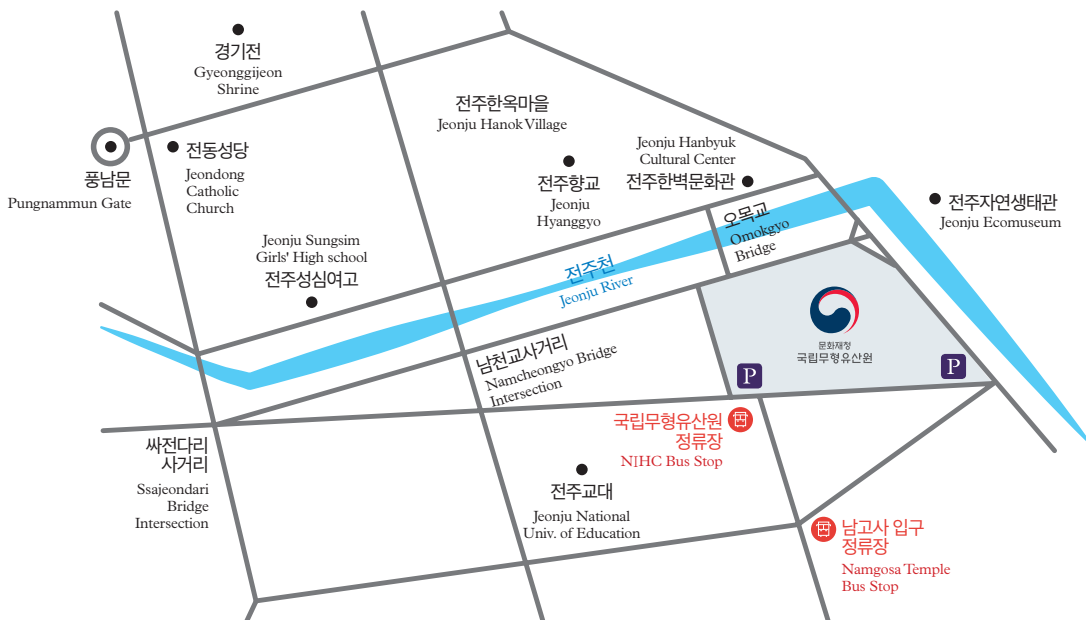 경기전
Gyeonggijeon
Shrine
전주한옥마을
Jeonju Hanok Village
전동성당
Jeondong
Catholic
Church
풍남문
Pungnammun Gate
Jeonju Hanbyuk
Cultural Center
전주한벽문화관
전주향교
Jeonju
Hyanggyo
전주자연생태관
Jeonju Ecomuseum
오목교
Omokgyo
Bridge
Jeonju Sungsim
Girls' High school
전주성심여고
전주천
Jeonju River
문화재청
국립무형유산원
남천교사거리
Namcheongyo Bridge
Intersection
P
P
국립무형유산원
정류장
NIHC Bus Stop
싸전다리
사거리
Ssajeondari
Bridge
Intersection
전주교대
Jeonju National
Univ. of Education
남고사 입구
정류장
Namgosa Temple
Bus Stop